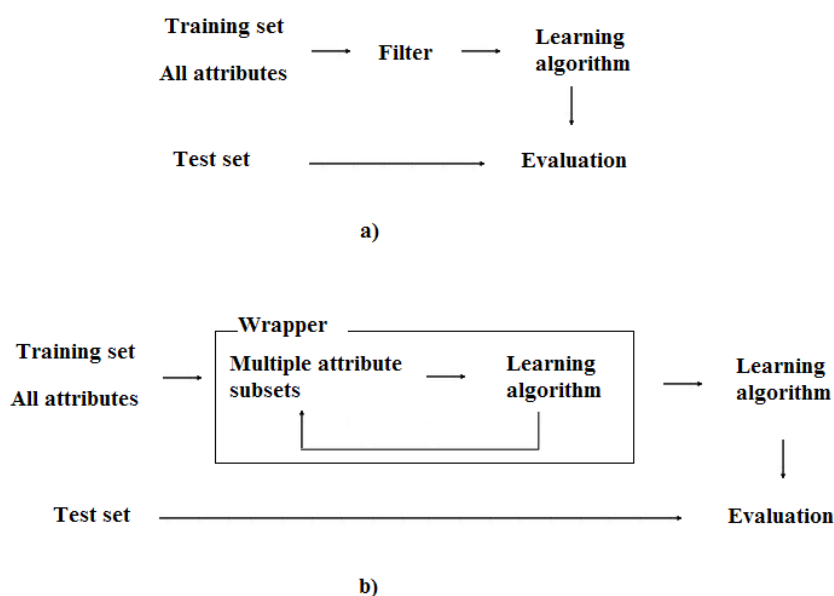 Training set
All attributes
Filter
Learning
algorithm
Test set
Evaluation
a)
Wrapper
Training set
All attributes
Multiple attribute
subsets
Learning
algorithm
Learning
algorithm
Test set
Evaluation
b)